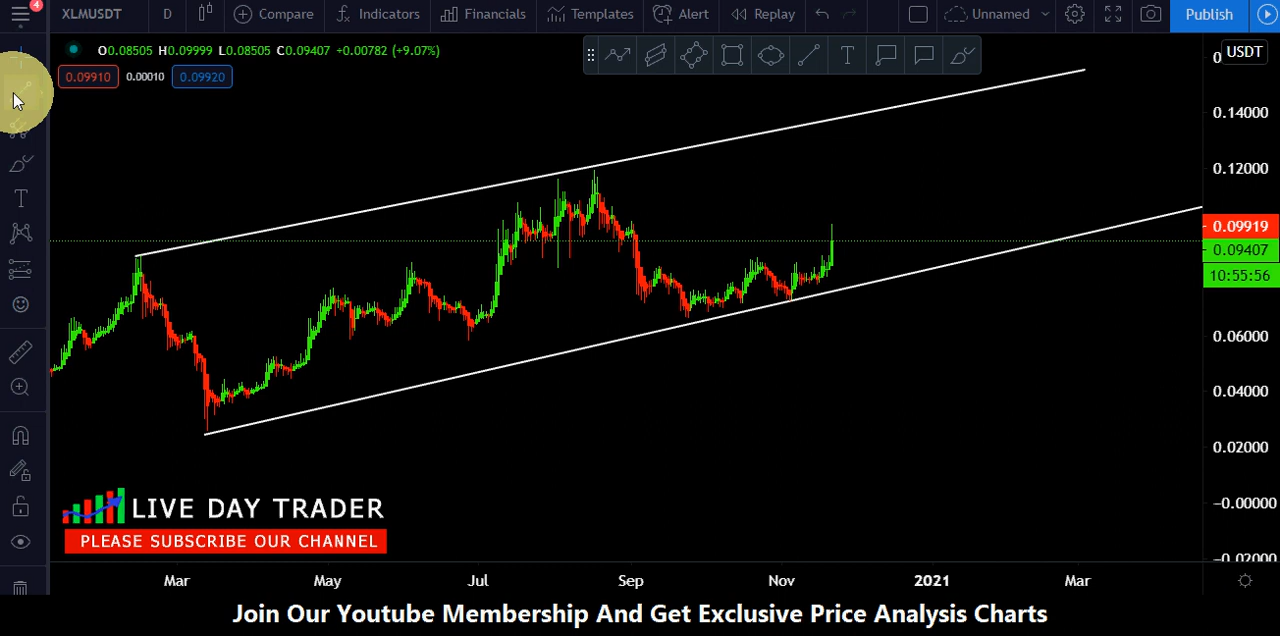 4
XLMUSDT D Compare Indicators Financials Templates Alert Replay Unnamed Publish
O0.08505 H0.09999 L0.08505 C0.09407 +0.00782 (+9.07%)
0.09910 0.00010 0.09920
T
T
0 USDT
0.14000
0.12000
0.09919
0.09407
10:55:56
0.06000
0.04000
0.02000
−0.00000
−0.02000
LIVE DAY TRADER
PLEASE SUBSCRIBE OUR CHANNEL
Mar May Jul Sep Nov 2021 Mar
Join Our Youtube Membership And Get Exclusive Price Analysis Charts